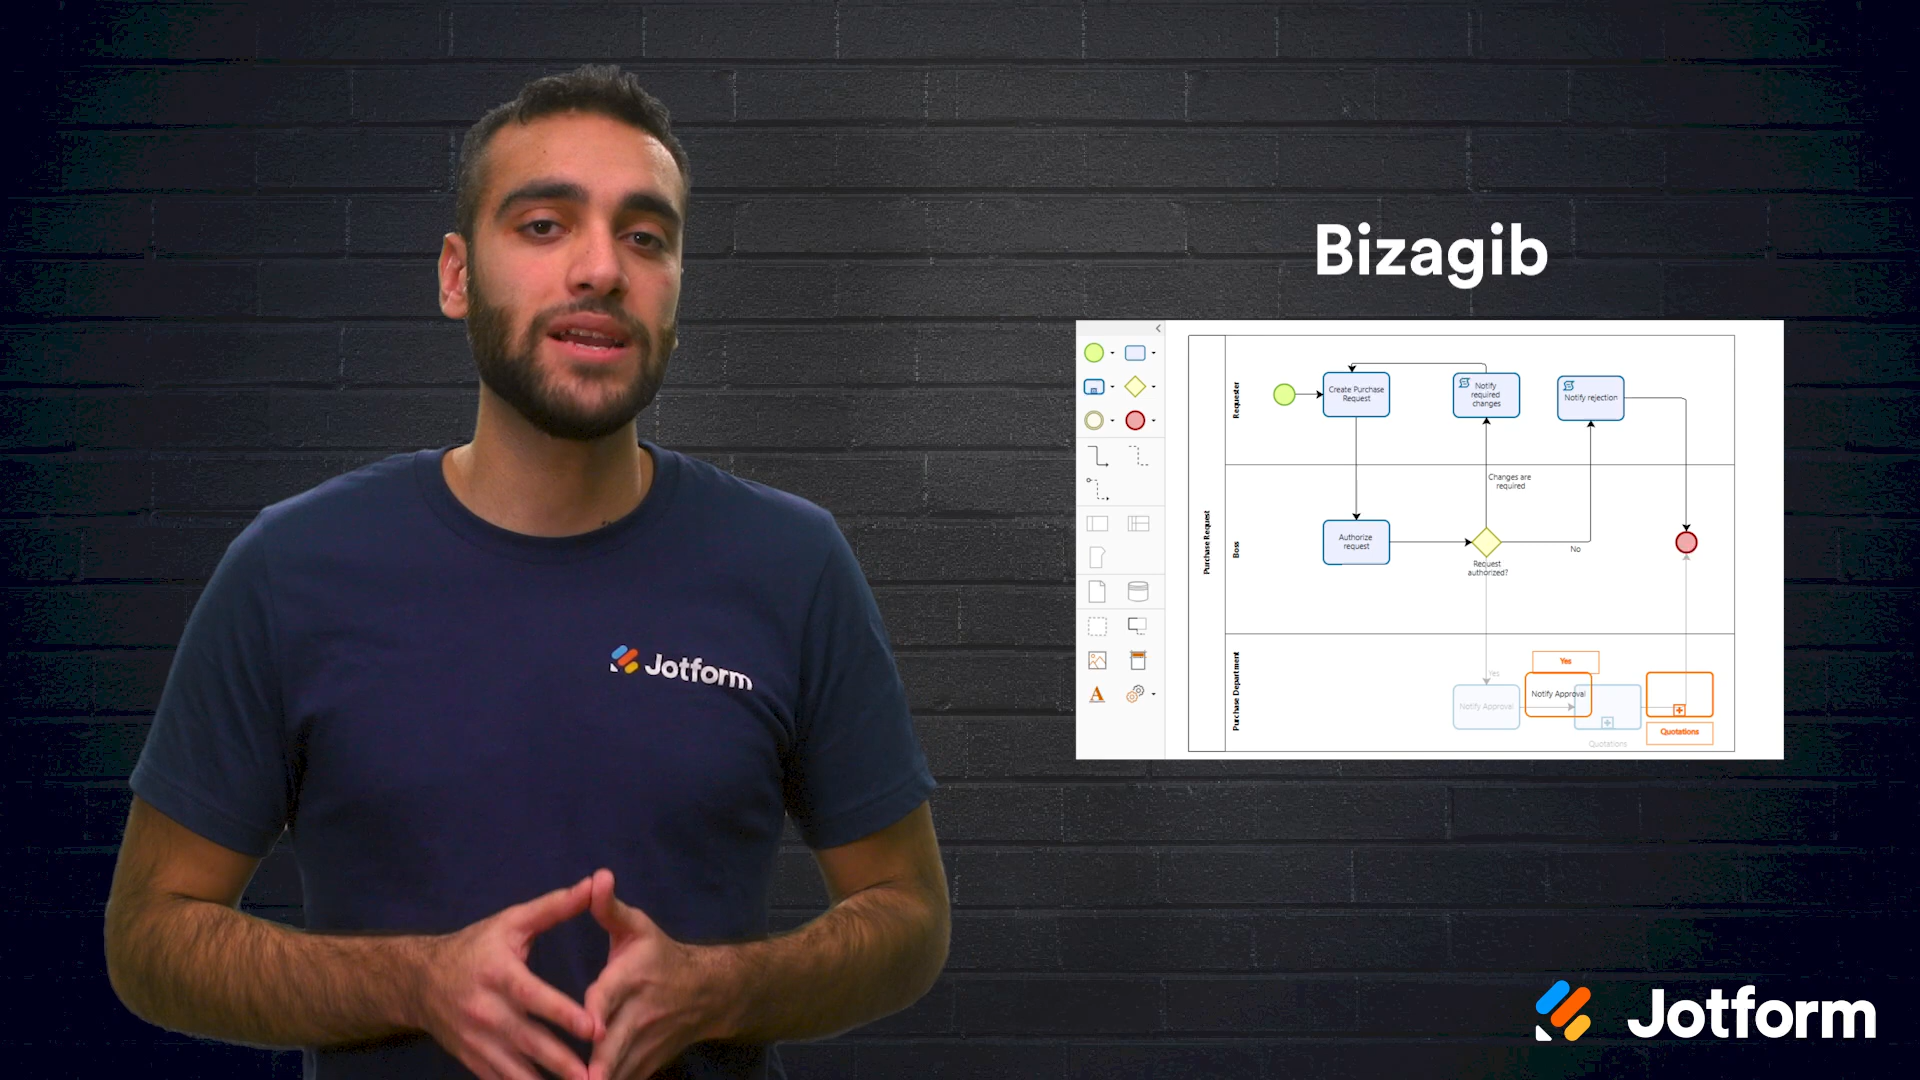 Bizagib
Purchase Request
Requester
Create Purchase
Request
Notify
required
changes
Notify rejection
Boss
Changes are
required
Authorize
request
Request
authorized?
No
Purchase Department
Yes
Yes
Notify Approval
Notify Approval
Quotations
Quotations
A
Jotform
Jotform